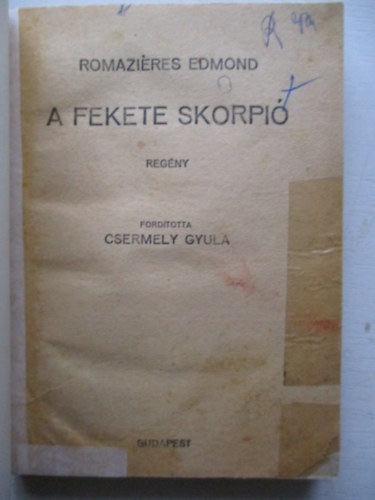 ROMAZIÈRES EDMOND
A FEKETE SKORPIÓ
REGÉNY
FORDÍTOTTA
CSERMELY GYULA
BUDAPEST